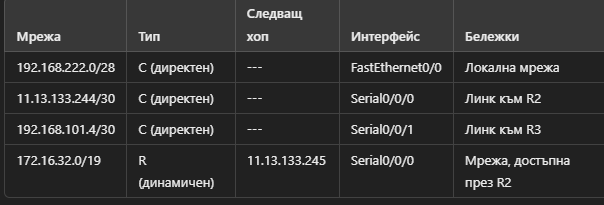 Мрежа Тип Следващ хоп Интерфейс Бележки
192.168.222.0/28 C (директен) --- FastEthernet0/0 Локална мрежа
11.13.133.244/30 C (директен) --- Serial0/0/0 Линк към R2
192.168.101.4/30 C (директен) --- Serial0/0/1 Линк към R3
172.16.32.0/19 R (динамичен) 11.13.133.245 Serial0/0/0 Мрежа, достъпна през R2